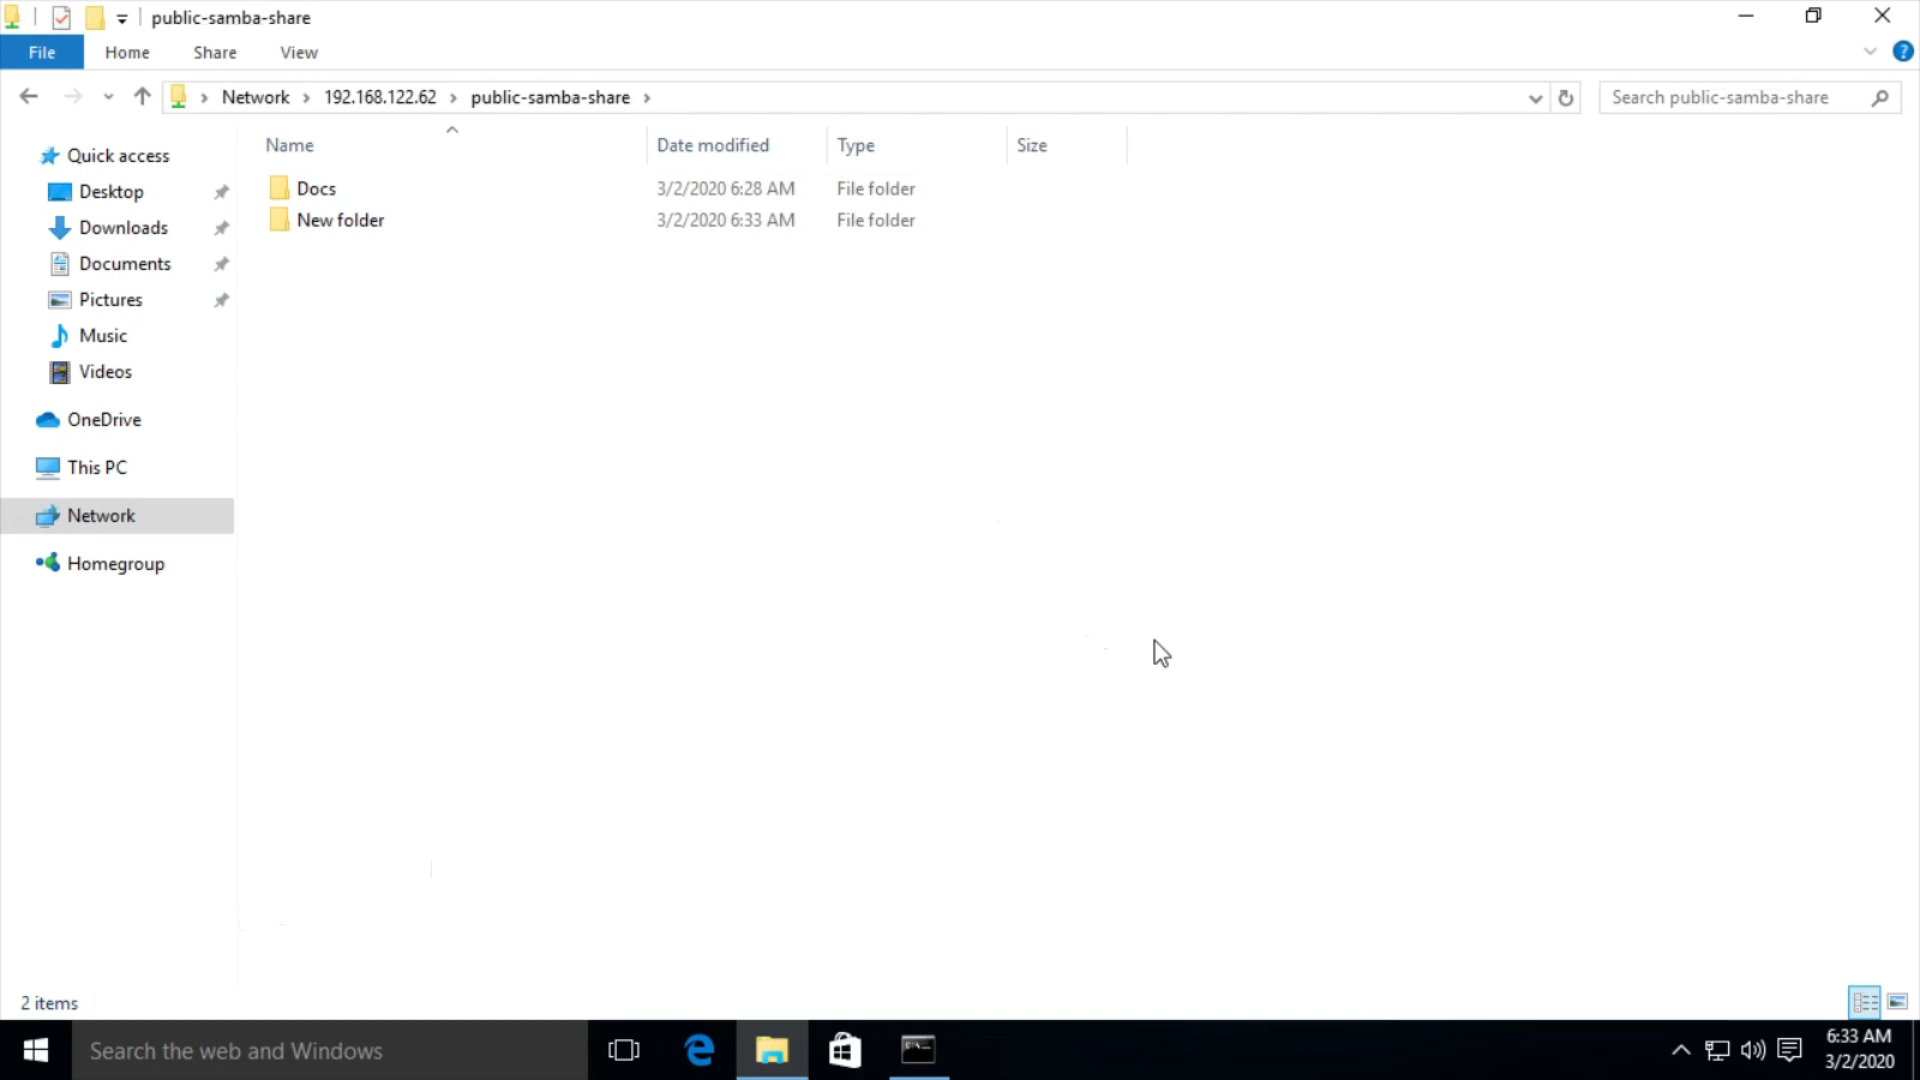 public-samba-share
File Home Share View
Network 192.168.122.62 public-samba-share
Search public-samba-share
Name Date modified Type Size
Docs 3/2/2020 6:28 AM File folder
New folder 3/2/2020 6:33 AM File folder
Quick access
Desktop
Downloads
Documents
Pictures
Music
Videos
OneDrive
This PC
Network
Homegroup
2 items
Search the web and Windows
6:33 AM
3/2/2020